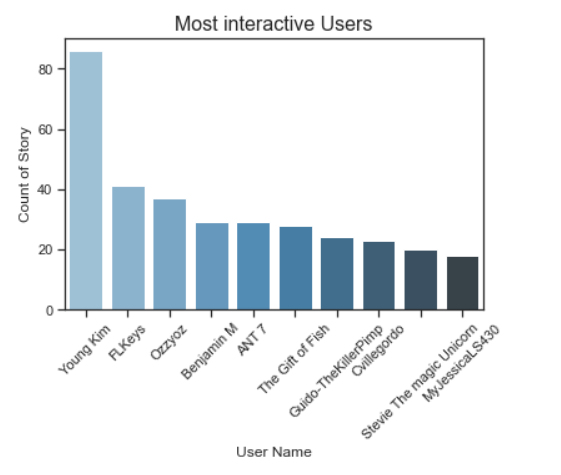 Most interactive Users
80
60
40
20
0
Count of Story
Young Kim
FLKeys
Ozzyoz
Benjamin M
ANT 7
The Gift of Fish
Guido-TheKillerPimp
Cvillegordo
Stevie The magic Unicorn
MyJessicaLS430
User Name